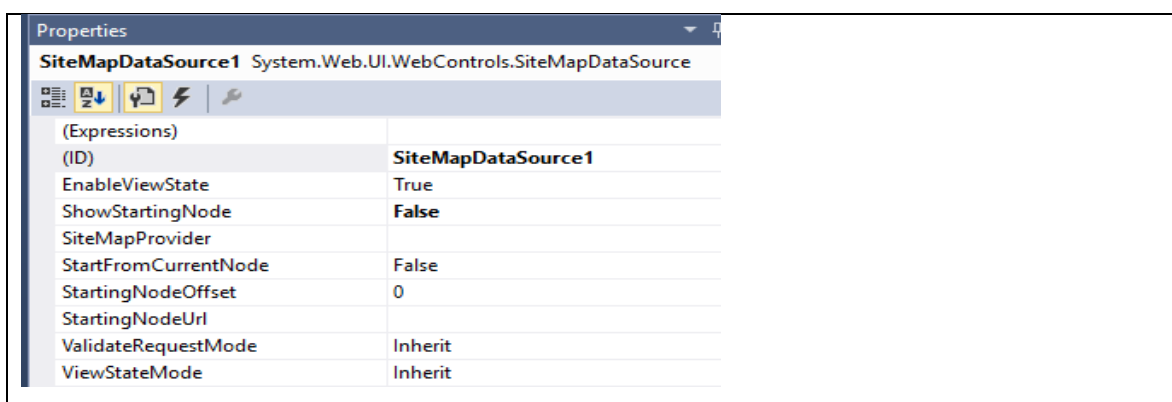 Properties
SiteMapDataSource1 System.Web.UI.WebControls.SiteMapDataSource
(Expressions)
(ID) SiteMapDataSource1
EnableViewState True
ShowStartingNode False
SiteMapProvider
StartFromCurrentNode False
StartingNodeOffset 0
StartingNodeUrl
ValidateRequestMode Inherit
ViewStateMode Inherit